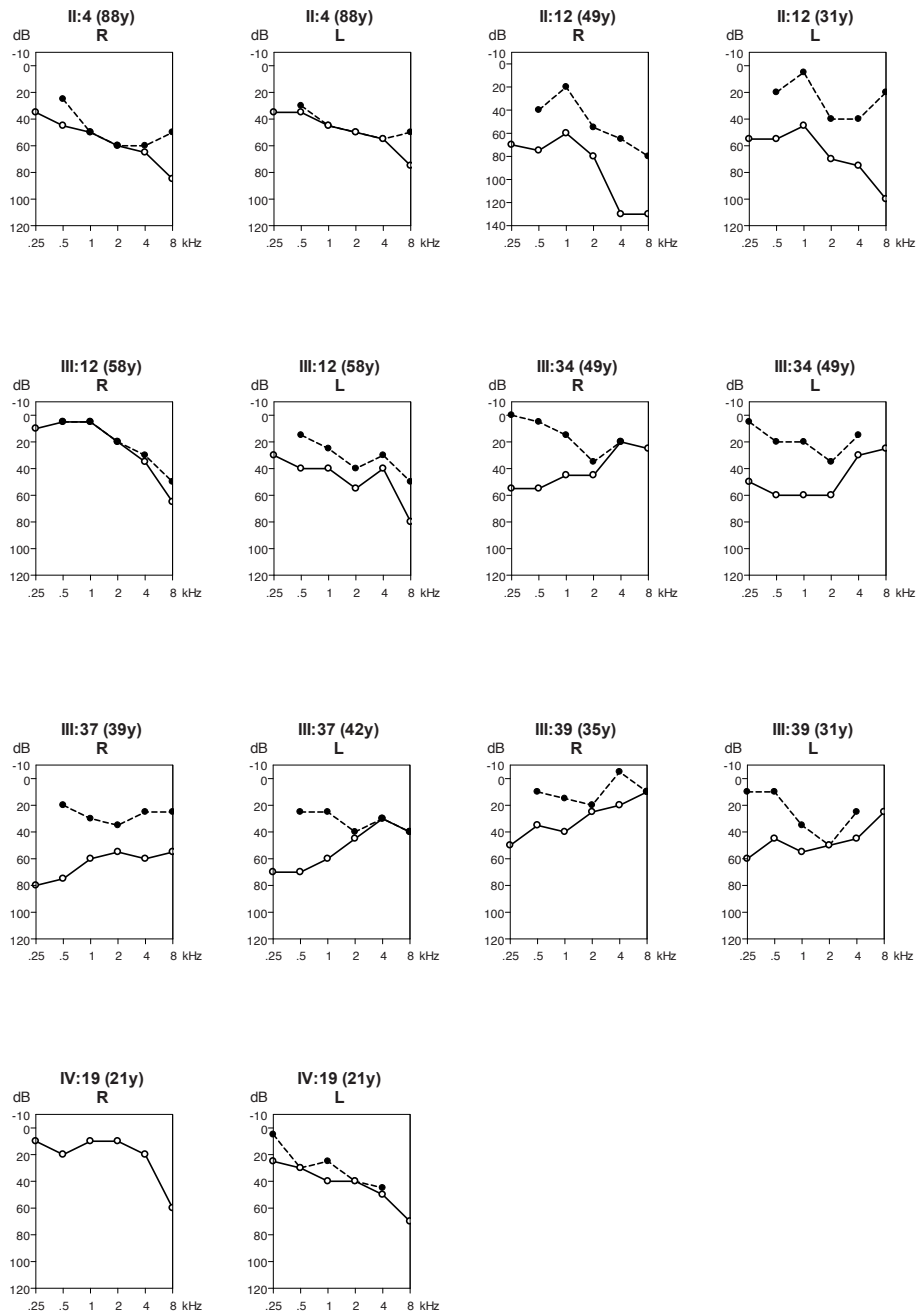 II:4 (88y)
R
dB
-10
0
20
40
60
80
100
120
.25 .5 1 2 4 8 kHz
II:4 (88y)
L
dB
-10
0
20
40
60
80
100
120
.25 .5 1 2 4 8 kHz
II:12 (49y)
R
dB
-10
0
20
40
60
80
100
120
140
.25 .5 1 2 4 8 kHz
II:12 (31y)
L
dB
-10
0
20
40
60
80
100
120
.25 .5 1 2 4 8 kHz
III:12 (58y)
R
dB
-10
0
20
40
60
80
100
120
.25 .5 1 2 4 8 kHz
III:12 (58y)
L
dB
-10
0
20
40
60
80
100
120
.25 .5 1 2 4 8 kHz
III:34 (49y)
R
dB
-10
0
20
40
60
80
100
120
.25 .5 1 2 4 8 kHz
III:34 (49y)
L
dB
-10
0
20
40
60
80
100
120
.25 .5 1 2 4 8 kHz
III:37 (39y)
R
dB
-10
0
20
40
60
80
100
120
.25 .5 1 2 4 8 kHz
III:37 (42y)
L
dB
-10
0
20
40
60
80
100
120
.25 .5 1 2 4 8 kHz
III:39 (35y)
R
dB
-10
0
20
40
60
80
100
120
.25 .5 1 2 4 8 kHz
III:39 (31y)
L
dB
-10
0
20
40
60
80
100
120
.25 .5 1 2 4 8 kHz
IV:19 (21y)
R
dB
-10
0
20
40
60
80
100
120
.25 .5 1 2 4 8 kHz
IV:19 (21y)
L
dB
-10
0
20
40
60
80
100
120
.25 .5 1 2 4 8 kHz